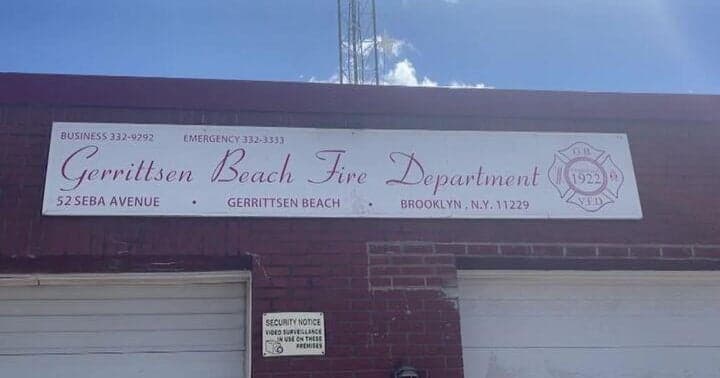 BUSINESS 332-9292 EMERGENCY 332-3333
Gerrittsen Beach Fire Department
52 SEBA AVENUE • GERRITTSEN BEACH • BROOKLYN , N.Y. 11229
G.B.
1922
V.F.D.
SECURITY NOTICE
VIDEO SURVEILLANCE
IN USE ON THESE
PREMISES